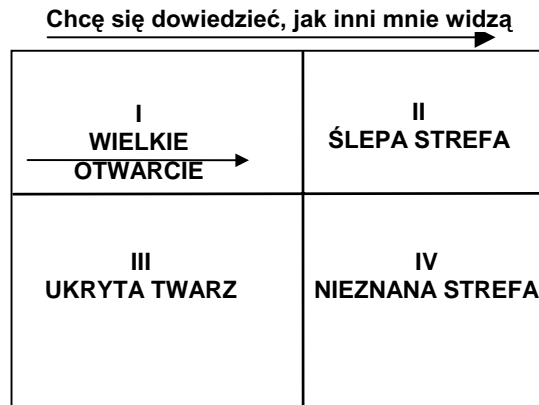 Chcę się dowiedzieć, jak inni mnie widzą
I
WIELKIE
OTWARCIE
II
ŚLEPA STREFA
III
UKRYTA TWARZ
IV
NIEZNANA STREFA